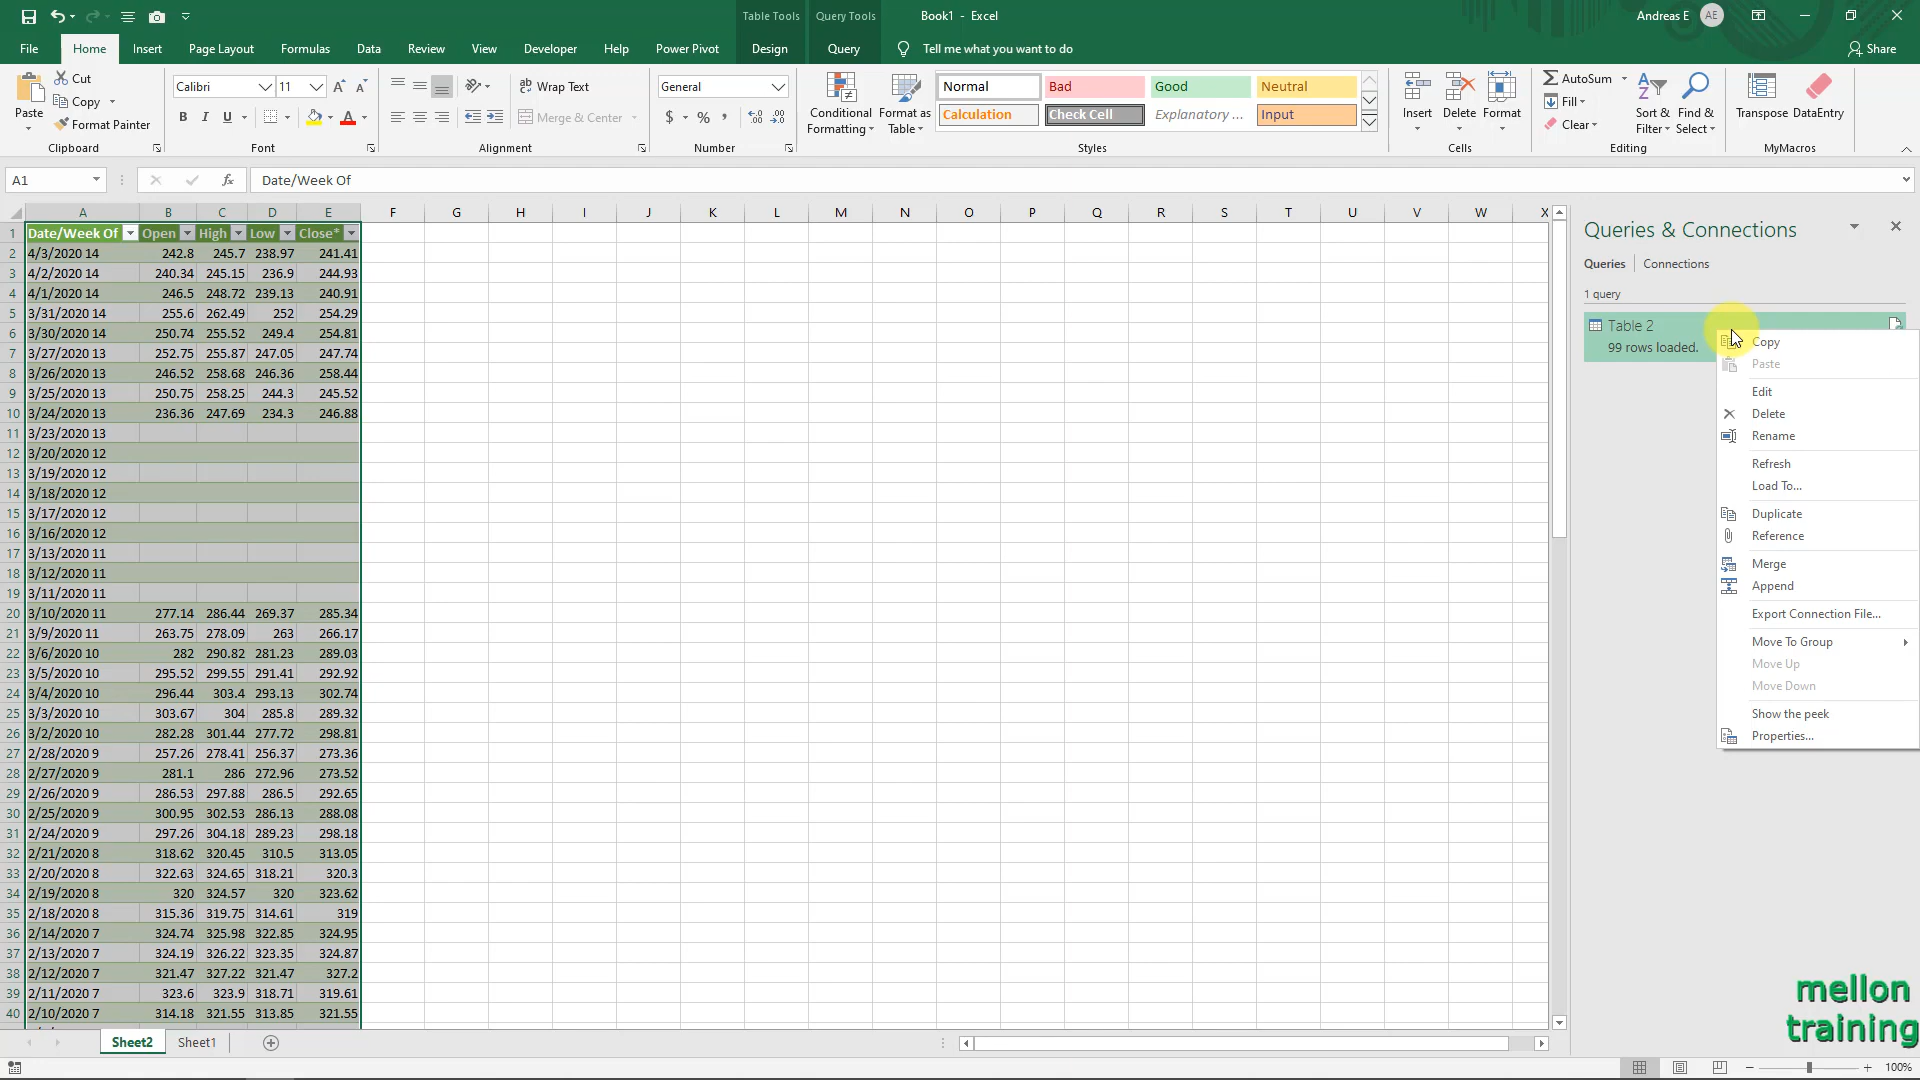 Table Tools
Query Tools
Book1 - Excel
Andreas E
AE
File
Home
Insert
Page Layout
Formulas
Data
Review
View
Developer
Help
Power Pivot
Design
Query
Tell me what you want to do
Share
Paste
Cut
Copy
Format Painter
Clipboard
Calibri
11
B I U
Font
Wrap Text
Merge & Center
Alignment
General
$ % ,
Number
Conditional Formatting
Format as Table
Normal
Bad
Good
Neutral
Calculation
Check Cell
Explanatory ...
Input
Styles
Insert
Delete
Format
Cells
AutoSum
Fill
Clear
Sort & Filter
Find & Select
Editing
Transpose
DataEntry
MyMacros
A1
fx
Date/Week Of
A B C D E F G H I J K L M N O P Q R S T U V W X
1 Date/Week Of Open High Low Close*
2 4/3/2020 14 242.8 245.7 238.97 241.41
3 4/2/2020 14 240.34 245.15 236.9 244.93
4 4/1/2020 14 246.5 248.72 239.13 240.91
5 3/31/2020 14 255.6 262.49 252 254.29
6 3/30/2020 14 250.74 255.52 249.4 254.81
7 3/27/2020 13 252.75 255.87 247.05 247.74
8 3/26/2020 13 246.52 258.68 246.36 258.44
9 3/25/2020 13 250.75 258.25 244.3 245.52
10 3/24/2020 13 236.36 247.69 234.3 246.88
11 3/23/2020 13
12 3/20/2020 12
13 3/19/2020 12
14 3/18/2020 12
15 3/17/2020 12
16 3/16/2020 12
17 3/13/2020 11
18 3/12/2020 11
19 3/11/2020 11
20 3/10/2020 11 277.14 286.44 269.37 285.34
21 3/9/2020 11 263.75 278.09 263 266.17
22 3/6/2020 10 282 290.82 281.23 289.03
23 3/5/2020 10 295.52 299.55 291.41 292.92
24 3/4/2020 10 296.44 303.4 293.13 302.74
25 3/3/2020 10 303.67 304 285.8 289.32
26 3/2/2020 10 282.28 301.44 277.72 298.81
27 2/28/2020 9 257.26 278.41 256.37 273.36
28 2/27/2020 9 281.1 286 272.96 273.52
29 2/26/2020 9 286.53 297.88 286.5 292.65
30 2/25/2020 9 300.95 302.53 286.13 288.08
31 2/24/2020 9 297.26 304.18 289.23 298.18
32 2/21/2020 8 318.62 320.45 310.5 313.05
33 2/20/2020 8 322.63 324.65 318.21 320.3
34 2/19/2020 8 320 324.57 320 323.62
35 2/18/2020 8 315.36 319.75 314.61 319
36 2/14/2020 7 324.74 325.98 322.85 324.95
37 2/13/2020 7 324.19 326.22 323.35 324.87
38 2/12/2020 7 321.47 327.22 321.47 327.2
39 2/11/2020 7 323.6 323.9 318.71 319.61
40 2/10/2020 7 314.18 321.55 313.85 321.55
Sheet2
Sheet1
Queries & Connections
Queries
Connections
1 query
Table 2
99 rows loaded.
Copy
Paste
Edit
Delete
Rename
Refresh
Load To...
Duplicate
Reference
Merge
Append
Export Connection File...
Move To Group
Move Up
Move Down
Show the peek
Properties...
mellon
training
100%